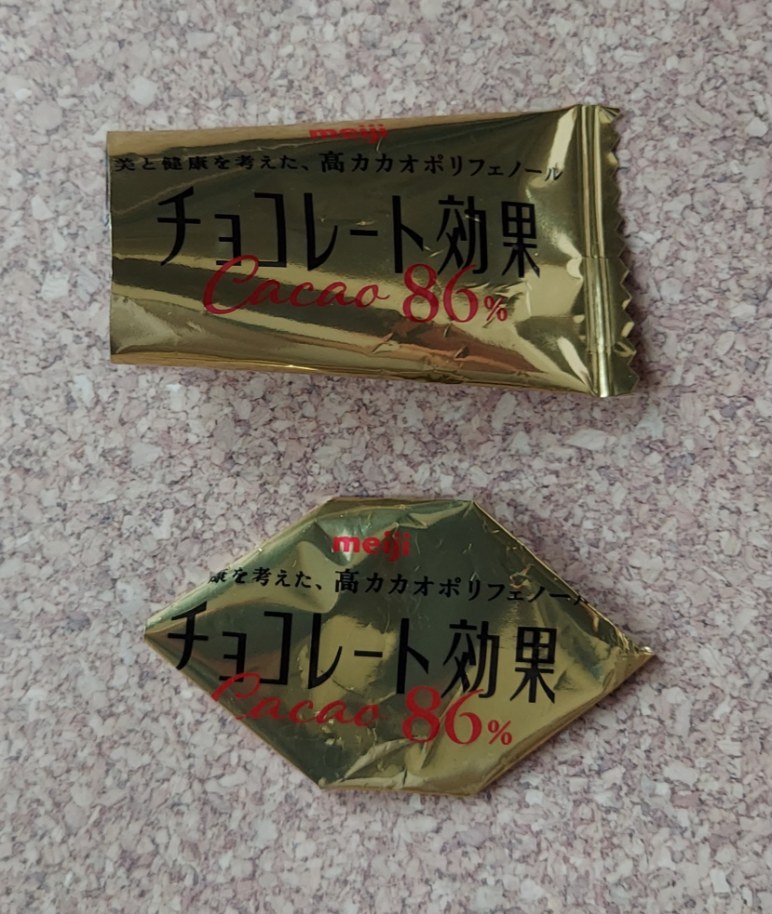 meiji
美と健康を考えた、高カカオポリフェノール
チョコレート効果
Cacao 86%
meiji
康を考えた、高カカオポリフェノー
チョコレート効果
Cacao 86%